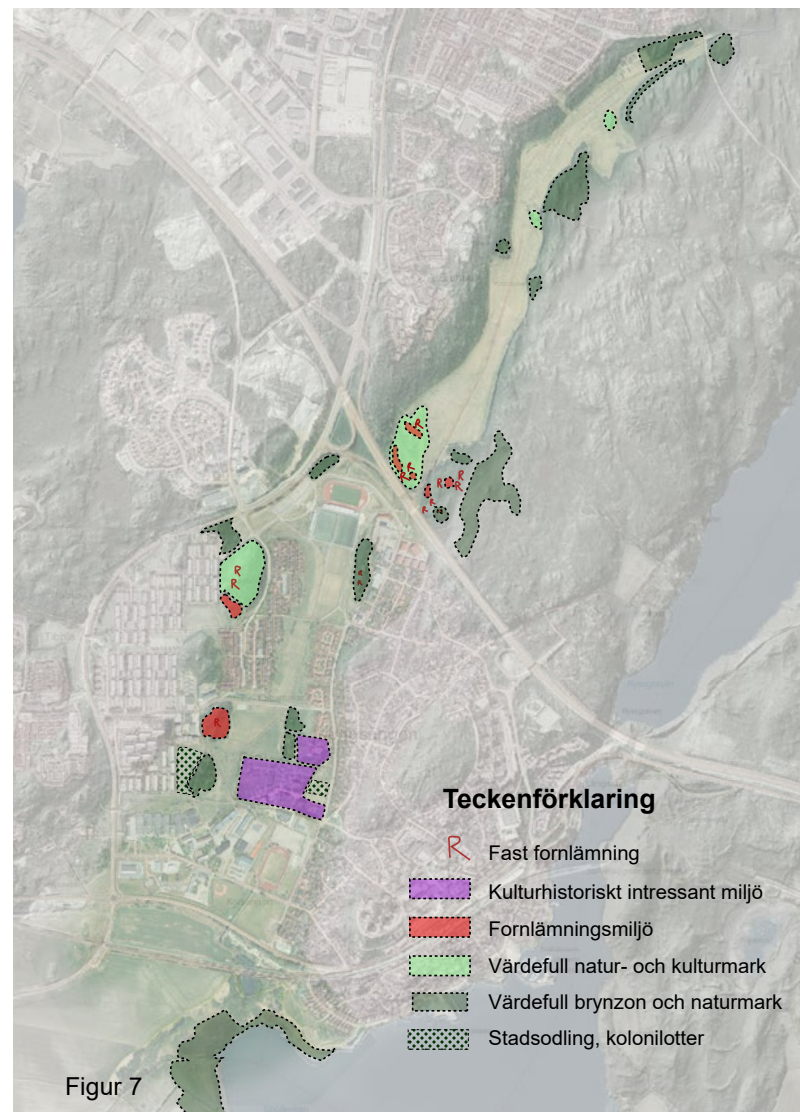 R
R
R R
R
R R
R
R
R
R
R
R
R
R
R
Teckenförklaring
R Fast fornlämning
Kulturhistoriskt intressant miljö
Fornlämningsmiljö
Värdefull natur- och kulturmark
Värdefull brynzon och naturmark
Stadsodling, kolonilotter
Figur 7